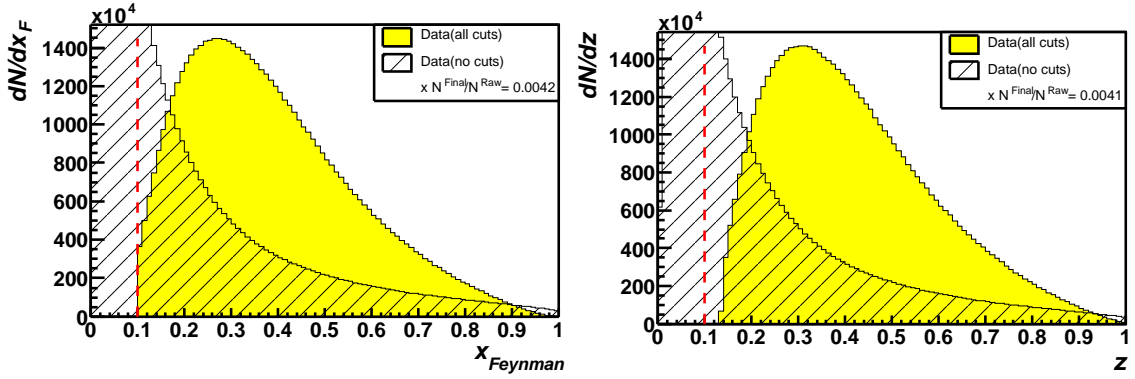 ×10⁴
dN/dx_F
1400
1200
1000
800
600
400
200
0
Data(all cuts)
Data(no cuts)
x N^Final/N^Raw = 0.0042
0 0.1 0.2 0.3 0.4 0.5 0.6 0.7 0.8 0.9 1
x_Feynman
×10⁴
dN/dz
1400
1200
1000
800
600
400
200
0
Data(all cuts)
Data(no cuts)
x N^Final/N^Raw = 0.0041
0 0.1 0.2 0.3 0.4 0.5 0.6 0.7 0.8 0.9 1
z